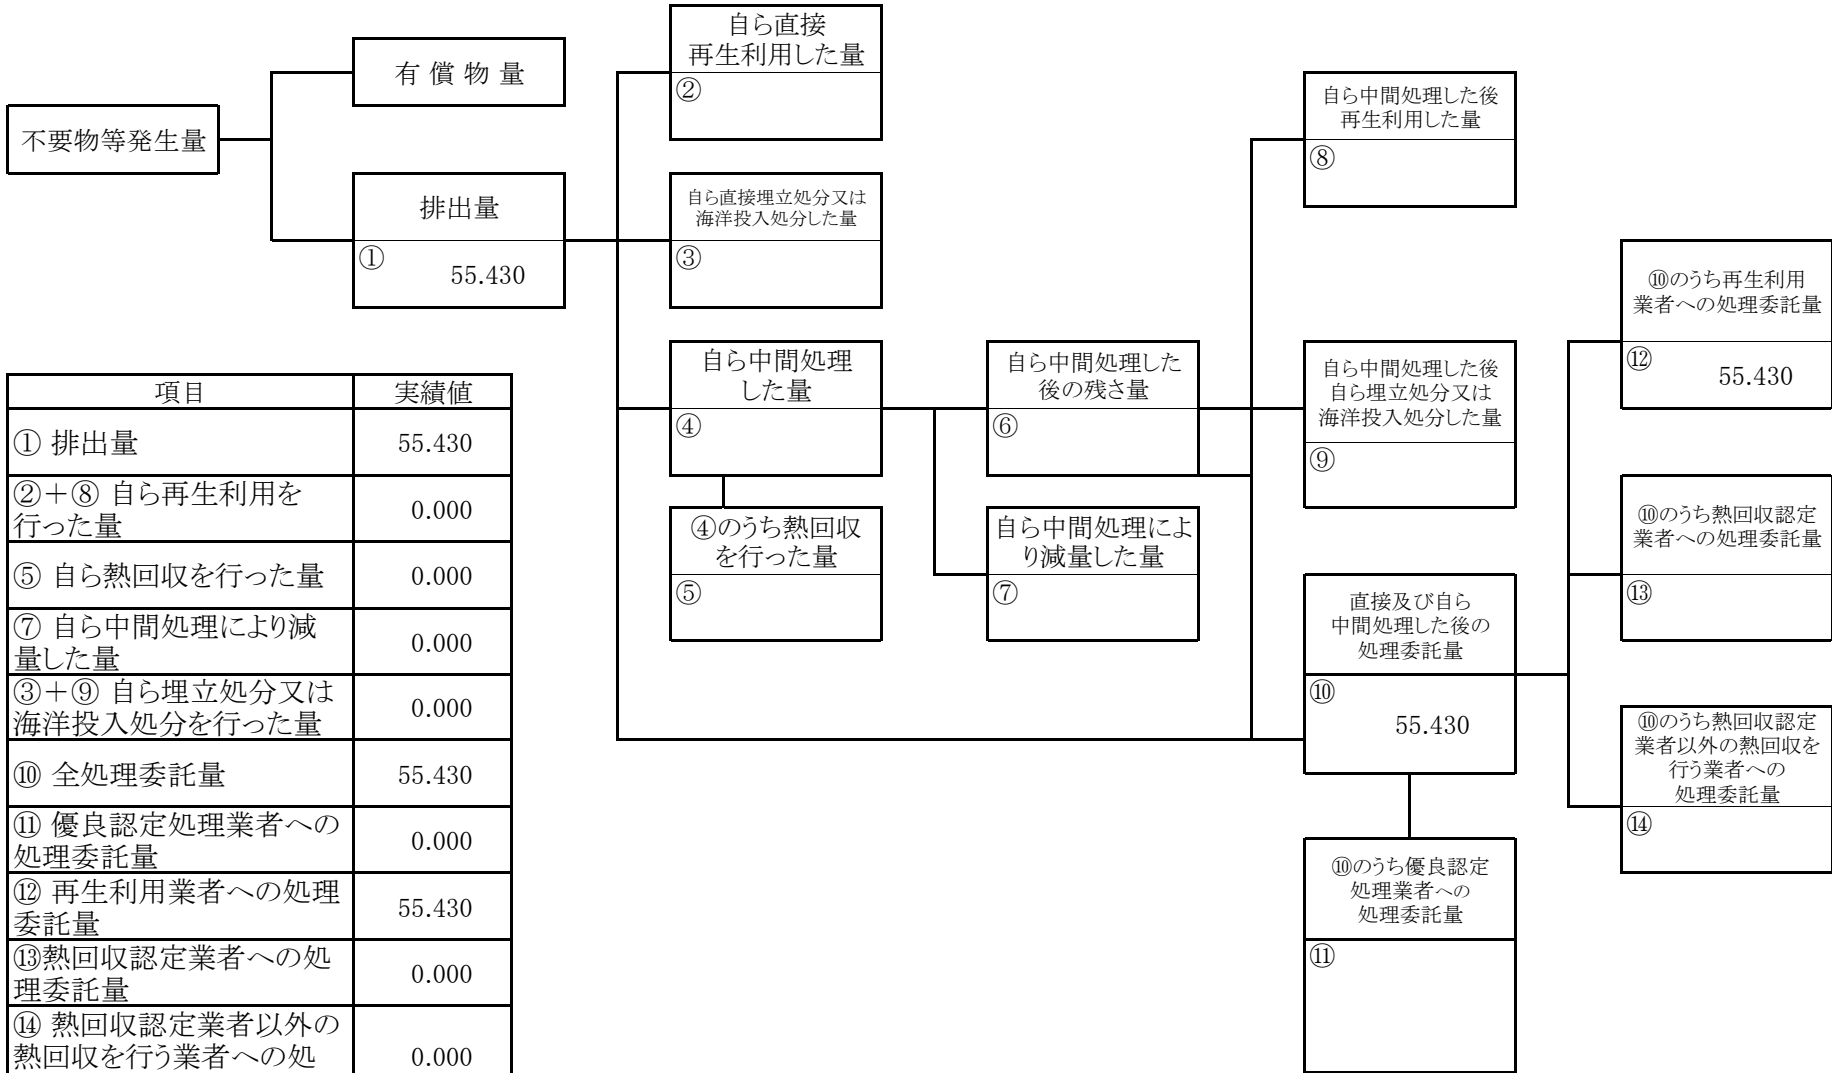 不要物等発生量
有 償 物 量
排出量
①
55.430
自ら直接
再生利用した量
②
自ら直接埋立処分又は
海洋投入処分した量
③
自ら中間処理
した量
④
④のうち熱回収
を行った量
⑤
自ら中間処理した
後の残さ量
⑥
自ら中間処理によ
り減量した量
⑦
自ら中間処理した後
再生利用した量
⑧
自ら中間処理した後
自ら埋立処分又は
海洋投入処分した量
⑨
直接及び自ら
中間処理した後の
処理委託量
⑩
55.430
⑩のうち優良認定
処理業者への
処理委託量
⑪
⑩のうち再生利用
業者への処理委託量
⑫
55.430
⑩のうち熱回収認定
業者への処理委託量
⑬
⑩のうち熱回収認定
業者以外の熱回収を
行う業者への
処理委託量
⑭
項目 実績値
① 排出量 55.430
②+⑧ 自ら再生利用を
行った量 0.000
⑤ 自ら熱回収を行った量 0.000
⑦ 自ら中間処理により減
量した量 0.000
③+⑨ 自ら埋立処分又は
海洋投入処分を行った量 0.000
⑩ 全処理委託量 55.430
⑪ 優良認定処理業者への
処理委託量 0.000
⑫ 再生利用業者への処理
委託量 55.430
⑬熱回収認定業者への処
理委託量 0.000
⑭ 熱回収認定業者以外の
熱回収を行う業者への処 0.000